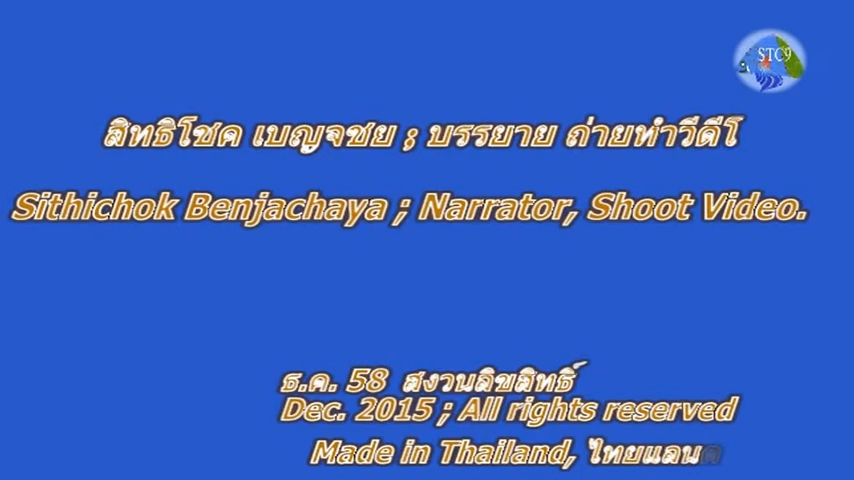 STC9
สิทธิโชค เบญจชย ; บรรยาย ถ่ายทำวีดีโ
Sithichok Benjachaya ; Narrator, Shoot Video.
ธ.ค. 58 สงวนลิขสิทธิ์
Dec. 2015 ; All rights reserved
Made in Thailand, ไทยแลนด